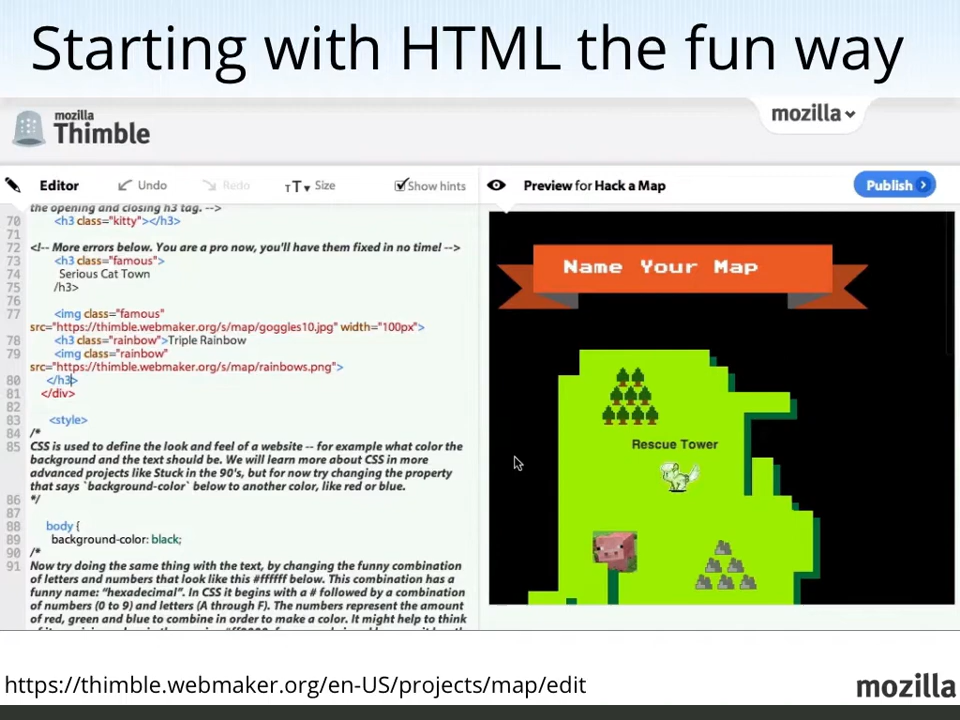 Starting with HTML the fun way
mozilla
Thimble
mozilla
Editor
Undo
Redo
TT Size
Show hints
Preview for Hack a Map
Publish
the opening and closing h3 tag. -->
70 <h3 class="kitty"></h3>
71
72 <!-- More errors below. You are a pro now, you'll have them fixed in no time! -->
73 <h3 class="famous">
74 Serious Cat Town
75 /h3>
76
77 <img class="famous"
src="https://thimble.webmaker.org/s/map/goggles10.jpg" width="100px">
78 <h3 class="rainbow">Triple Rainbow
79 <img class="rainbow"
src="https://thimble.webmaker.org/s/map/rainbows.png">
80 </h3>
81 </div>
82
83 <style>
84 /*
85 CSS is used to define the look and feel of a website -- for example what color the
background and the text should be. We will learn more about CSS in more
advanced projects like Stuck in the 90's, but for now try changing the property
that says `background-color` below to another color, like red or blue.
86 */
87
88 body {
89 background-color: black;
90 /*
91 Now try doing the same thing with the text, by changing the funny combination
of letters and numbers that look like this #ffffff below. This combination has a
funny name: "hexadecimal". In CSS it begins with a # followed by a combination
of numbers (0 to 9) and letters (A through F). The numbers represent the amount
of red, green and blue to combine in order to make a color. It might help to think
Name Your Map
Rescue Tower
https://thimble.webmaker.org/en-US/projects/map/edit
mozilla